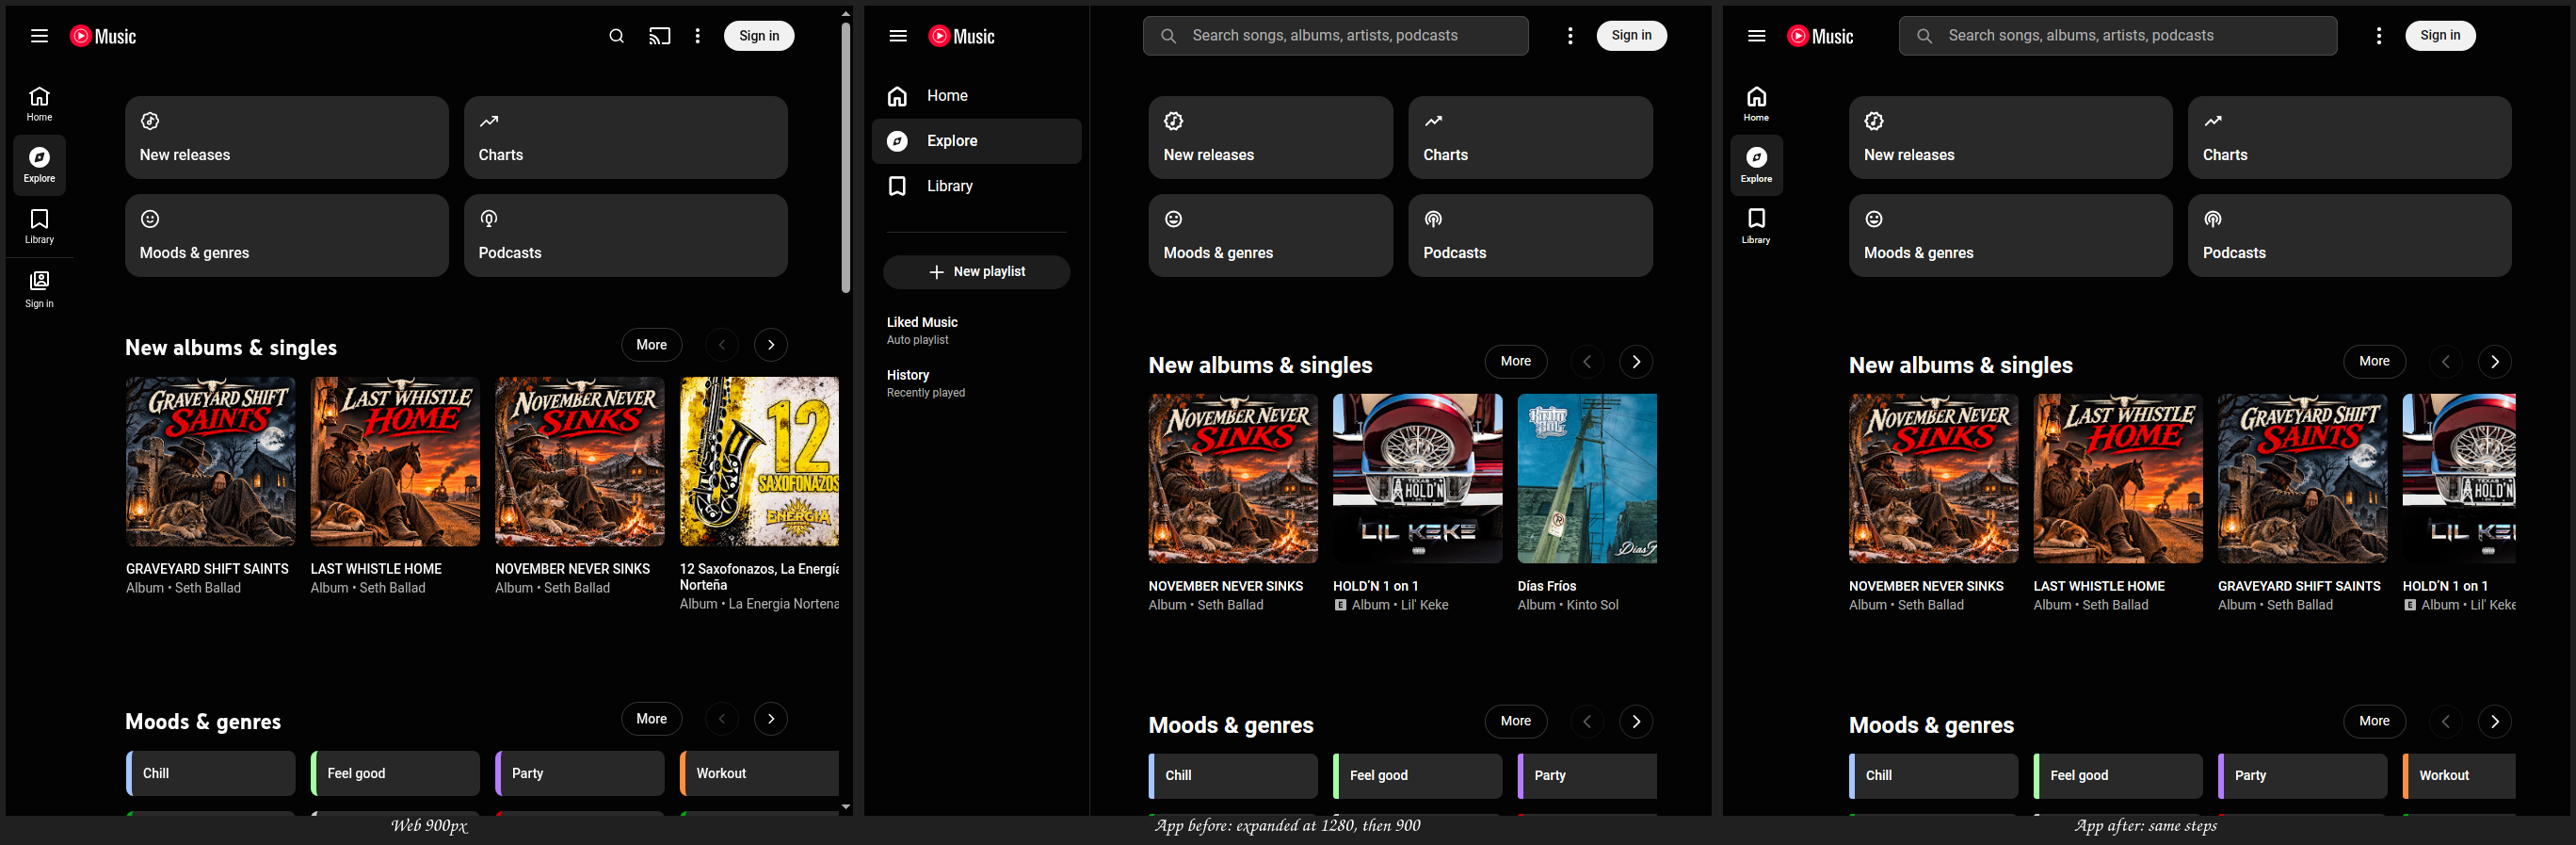 Music
Sign in
Home
Explore
Library
Sign in
New releases
Charts
Moods & genres
Podcasts
New albums & singles
More
GRAVEYARD SHIFT SAINTS
LAST WHISTLE HOME
NOVEMBER NEVER SINKS
12 SAXOFONAZOS
ENERGIA
GRAVEYARD SHIFT SAINTS
Album • Seth Ballad
LAST WHISTLE HOME
Album • Seth Ballad
NOVEMBER NEVER SINKS
Album • Seth Ballad
12 Saxofonazos, La Energía
Norteña
Album • La Energia Nortena
Moods & genres
More
Chill
Feel good
Party
Workout
Web 900px
Music
Search songs, albums, artists, podcasts
Sign in
Home
Explore
Library
New playlist
Liked Music
Auto playlist
History
Recently played
New releases
Charts
Moods & genres
Podcasts
New albums & singles
More
NOVEMBER NEVER SINKS
TEXAS
HOLD'N
LIL KEKE
NOVEMBER NEVER SINKS
Album • Seth Ballad
HOLD'N 1 on 1
E Album • Lil' Keke
Días Fríos
Album • Kinto Sol
Moods & genres
More
Chill
Feel good
Party
App before: expanded at 1280, then 900
Music
Search songs, albums, artists, podcasts
Sign in
Home
Explore
Library
New releases
Charts
Moods & genres
Podcasts
New albums & singles
More
NOVEMBER NEVER SINKS
LAST WHISTLE HOME
GRAVEYARD SHIFT SAINTS
TEXAS
HOLD'N
NOVEMBER NEVER SINKS
Album • Seth Ballad
LAST WHISTLE HOME
Album • Seth Ballad
GRAVEYARD SHIFT SAINTS
Album • Seth Ballad
HOLD'N 1 on 1
E Album • Lil' Keke
Moods & genres
More
Chill
Feel good
Party
Workout
App after: same steps